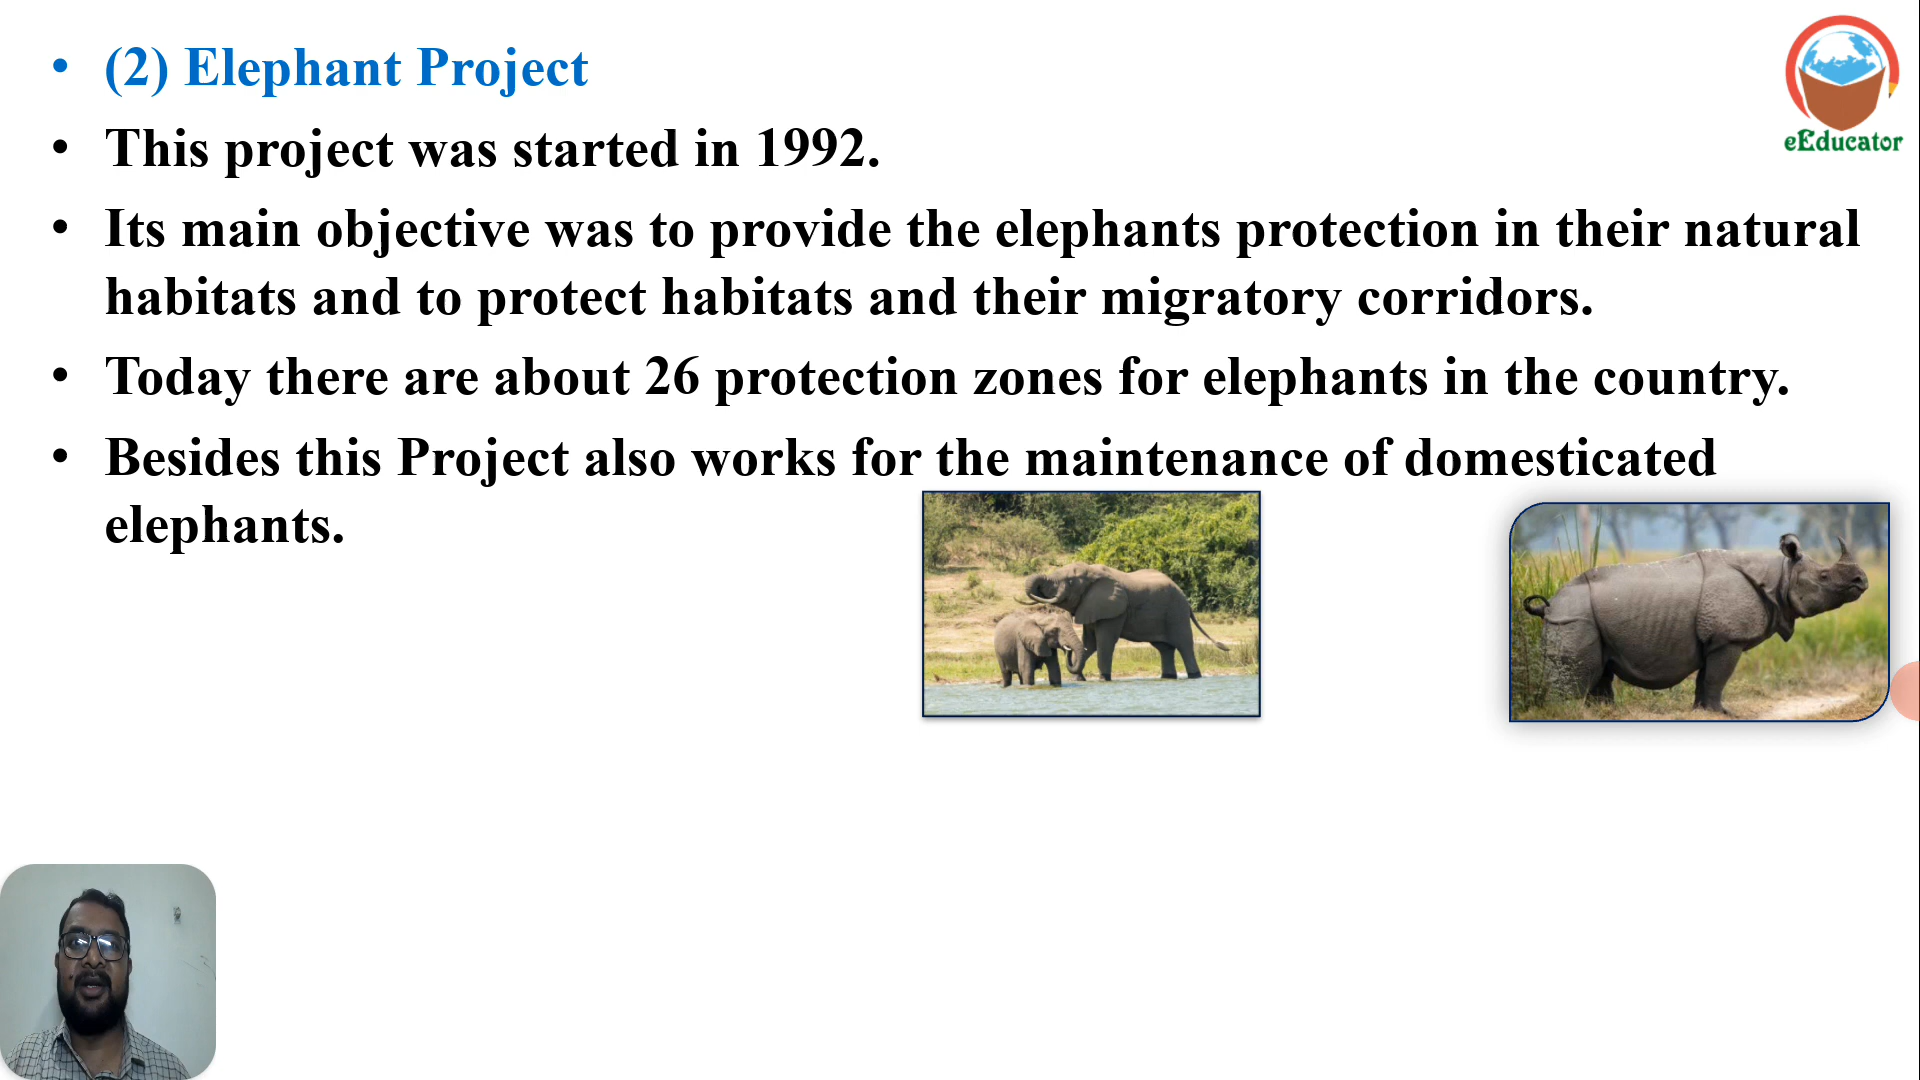 • (2) Elephant Project
• This project was started in 1992.
• Its main objective was to provide the elephants protection in their natural
habitats and to protect habitats and their migratory corridors.
• Today there are about 26 protection zones for elephants in the country.
• Besides this Project also works for the maintenance of domesticated
elephants.
eEducator